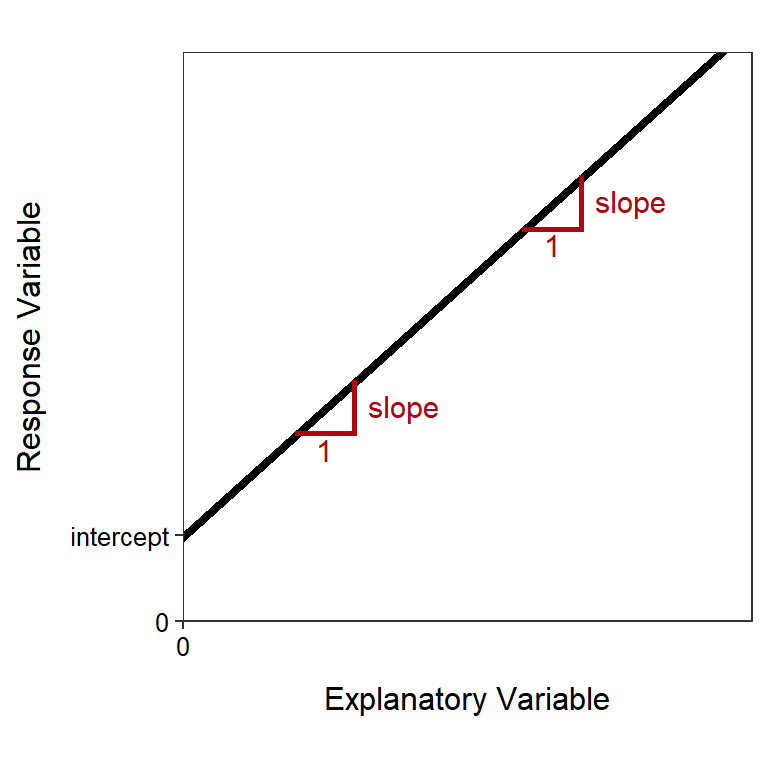 Response Variable
slope
1
slope
1
intercept
0
0
Explanatory Variable